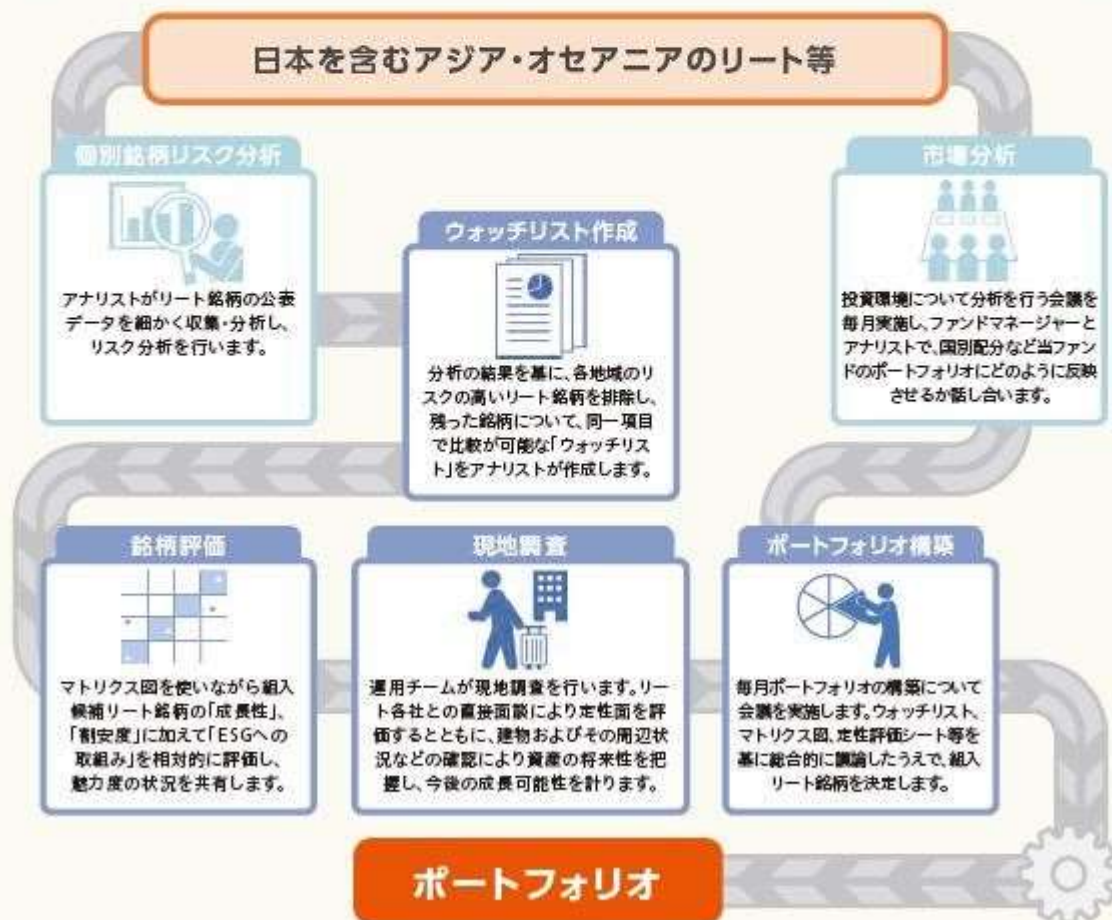 日本を含むアジア・オセアニアのリート等
個別銘柄リスク分析
アナリストがリート銘柄の公表
データを細かく収集・分析し、
リスク分析を行います。
市場分析
投資環境について分析を行う会議を
毎月実施し、ファンドマネージャーと
アナリストで、国別配分など当ファン
ドのポートフォリオにどのように反映
させるか話し合います。
ウォッチリスト作成
分析の結果を基に、各地域のリ
スクの高いリート銘柄を排除し、
残った銘柄について、同一項目
で比較が可能な「ウォッチリス
ト」をアナリストが作成します。
銘柄評価
マトリクス図を使いながら組入
候補リート銘柄の「成長性」、
「割安度」に加えて「ESGへの
取組み」を相対的に評価し、
魅力度の状況を共有します。
現地調査
運用チームが現地調査を行います。リー
ト各社との直接面談により定性面を評
価するとともに、建物およびその周辺状
況などの確認により資産の将来性を把
握し、今後の成長可能性を計ります。
ポートフォリオ構築
毎月ポートフォリオの構築について
会議を実施します。ウォッチリスト、
マトリクス図、定性評価シート等を
基に総合的に議論したうえで、組入
リート銘柄を決定します。
ポートフォリオ